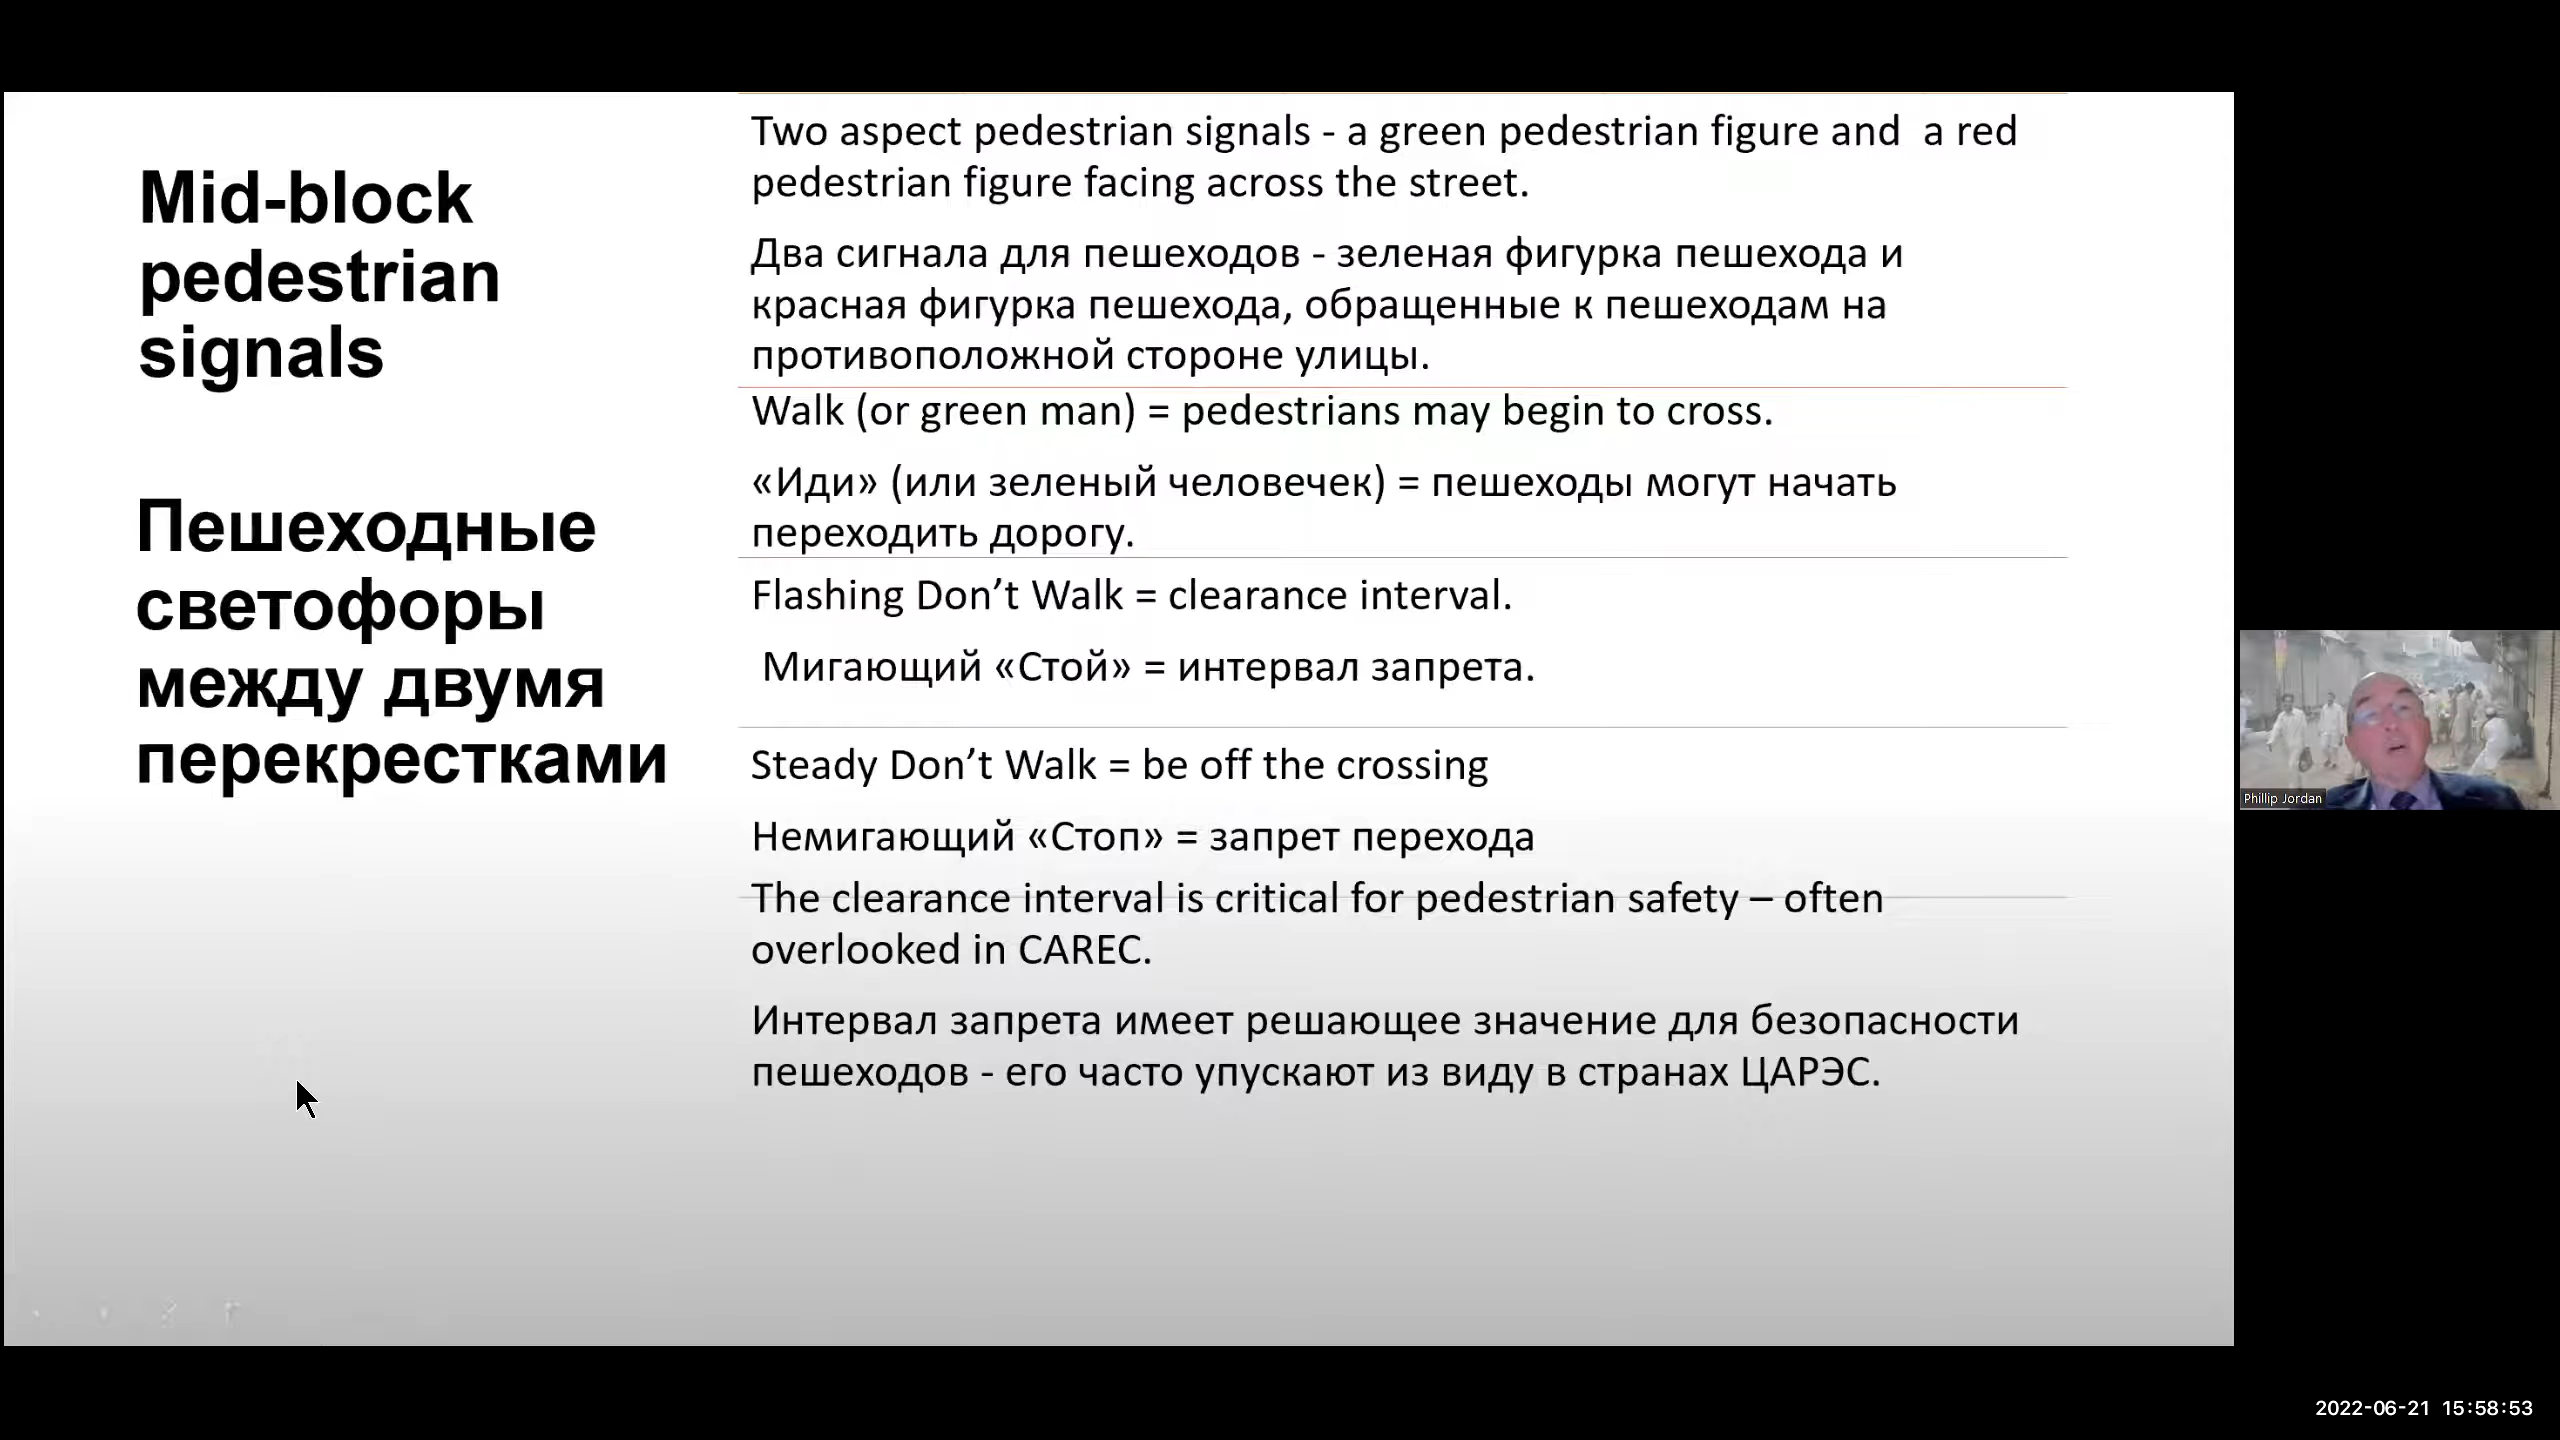 Mid-block
pedestrian
signals
Пешеходные
светофоры
между двумя
перекрестками
Two aspect pedestrian signals - a green pedestrian figure and  a red
pedestrian figure facing across the street.
Два сигнала для пешеходов - зеленая фигурка пешехода и
красная фигурка пешехода, обращенные к пешеходам на
противоположной стороне улицы.
Walk (or green man) = pedestrians may begin to cross.
«Иди» (или зеленый человечек) = пешеходы могут начать
переходить дорогу.
Flashing Don’t Walk = clearance interval.
Мигающий «Стой» = интервал запрета.
Steady Don’t Walk = be off the crossing
Немигающий «Стоп» = запрет перехода
The clearance interval is critical for pedestrian safety – often
overlooked in CAREC.
Интервал запрета имеет решающее значение для безопасности
пешеходов - его часто упускают из виду в странах ЦАРЭС.
Phillip Jordan
2022-06-21 15:58:53